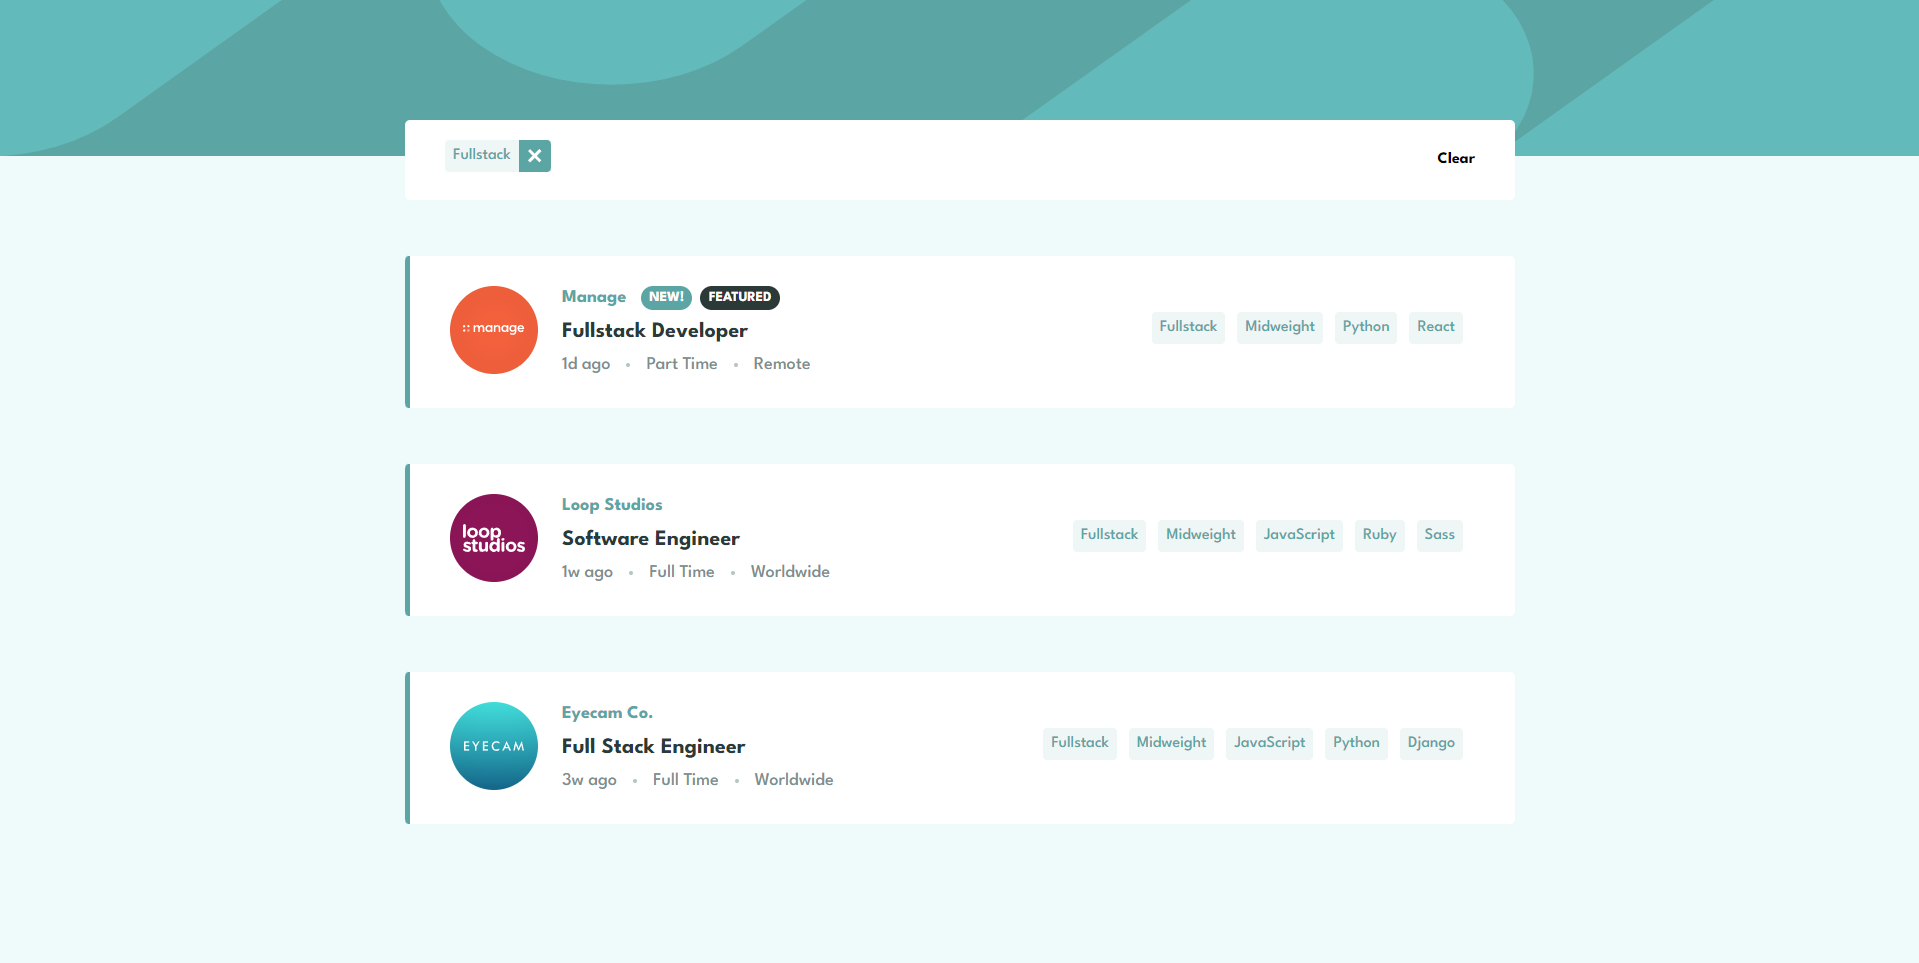 Fullstack
Clear
:: manage
Manage NEW! FEATURED
Fullstack Developer
1d ago • Part Time • Remote
Fullstack Midweight Python React
loop
studios
Loop Studios
Software Engineer
1w ago • Full Time • Worldwide
Fullstack Midweight JavaScript Ruby Sass
EYECAM
Eyecam Co.
Full Stack Engineer
3w ago • Full Time • Worldwide
Fullstack Midweight JavaScript Python Django